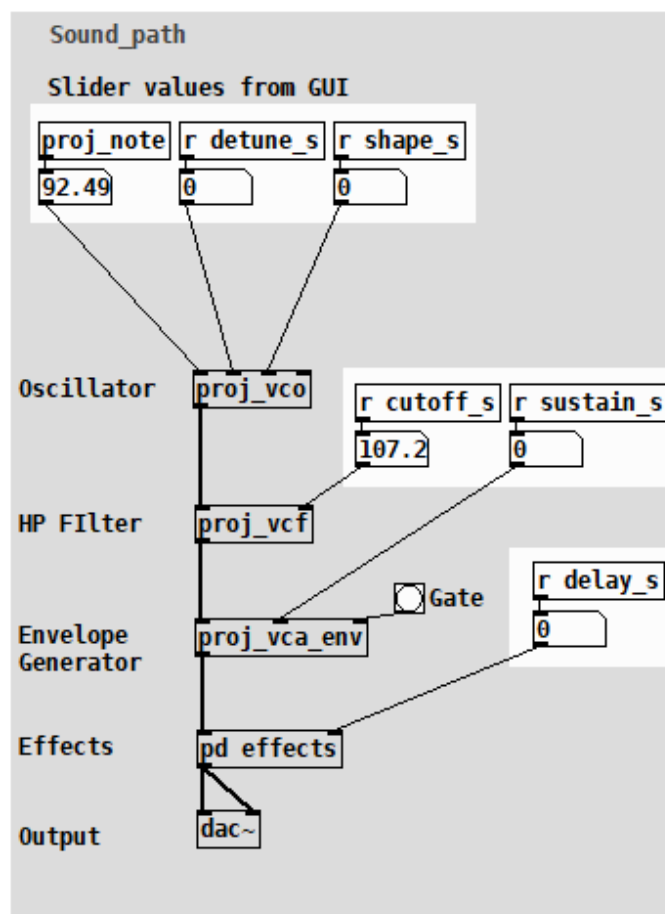 Sound_path
Slider values from GUI
proj_note r detune_s r shape_s
92.49 0 0
Oscillator proj_vco
r cutoff_s r sustain_s
107.2 0
HP FIlter proj_vcf
r delay_s
Gate
0
Envelope
Generator
proj_vca_env
Effects pd effects
Output dac~